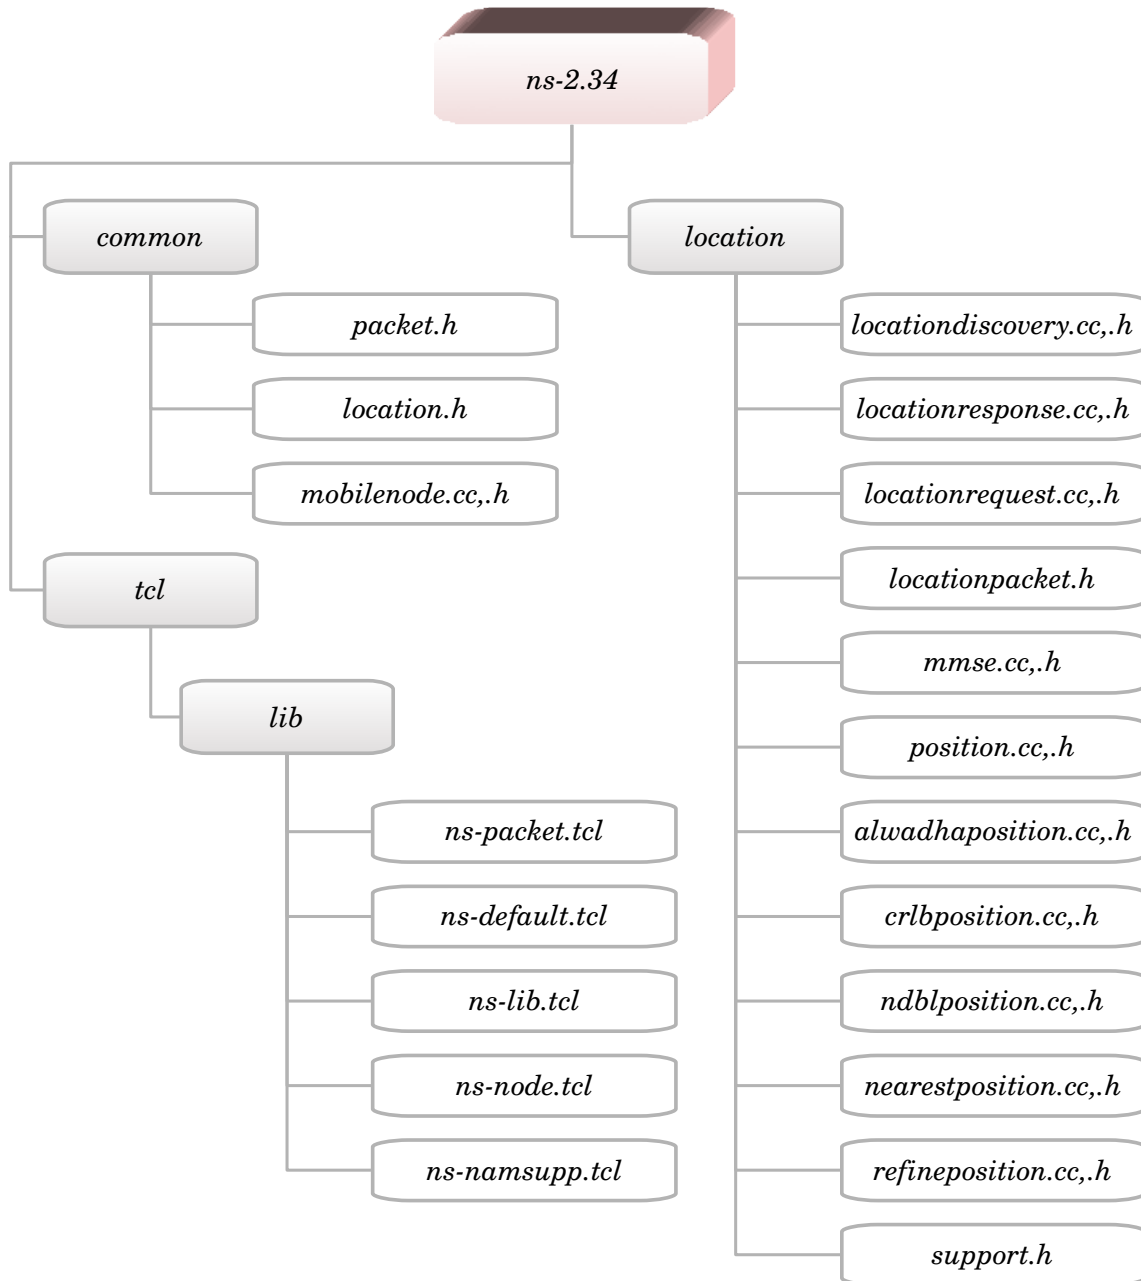 ns-2.34
common
packet.h
location.h
mobilenode.cc,.h
tcl
lib
ns-packet.tcl
ns-default.tcl
ns-lib.tcl
ns-node.tcl
ns-namsupp.tcl
location
locationdiscovery.cc,.h
locationresponse.cc,.h
locationrequest.cc,.h
locationpacket.h
mmse.cc,.h
position.cc,.h
alwadhaposition.cc,.h
crlbposition.cc,.h
ndblposition.cc,.h
nearestposition.cc,.h
refineposition.cc,.h
support.h